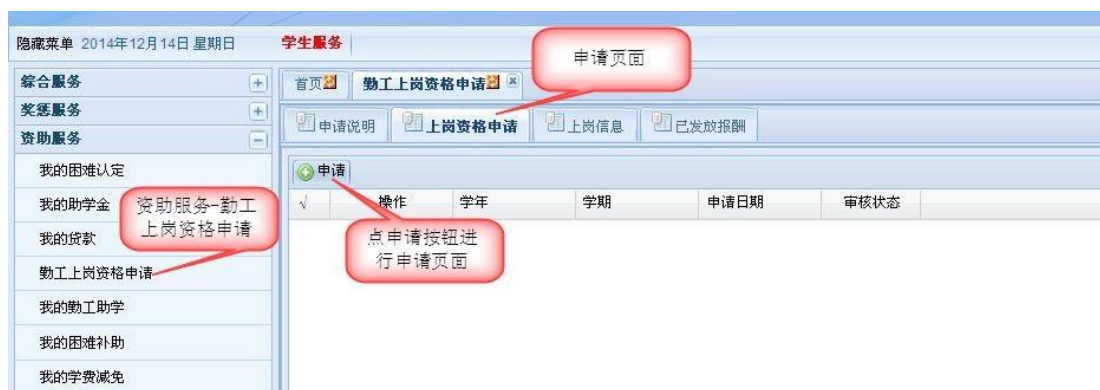 隐藏菜单 2014年12月14日 星期日 学生服务
申请页面
综合服务
奖惩服务
资助服务
我的困难认定
我的助学金
我的贷款
勤工上岗资格申请
我的勤工助学
我的困难补助
我的学费减免
资助服务-勤工
上岗资格申请
首页 勤工上岗资格申请
申请说明 上岗资格申请 上岗信息 已发放报酬
申请
√ 操作 学年 学期 申请日期 审核状态
点申请按钮进
行申请页面